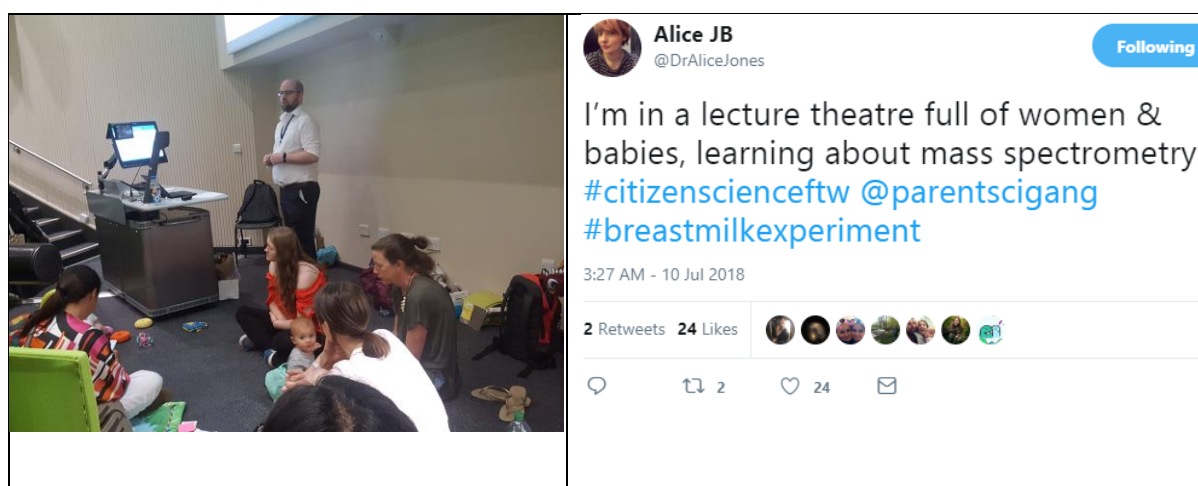 Alice JB
@DrAliceJones
Following
I'm in a lecture theatre full of women &
babies, learning about mass spectrometry
#citizenscienceftw @parentscigang
#breastmilkexperiment
3:27 AM - 10 Jul 2018
2 Retweets 24 Likes
2 24